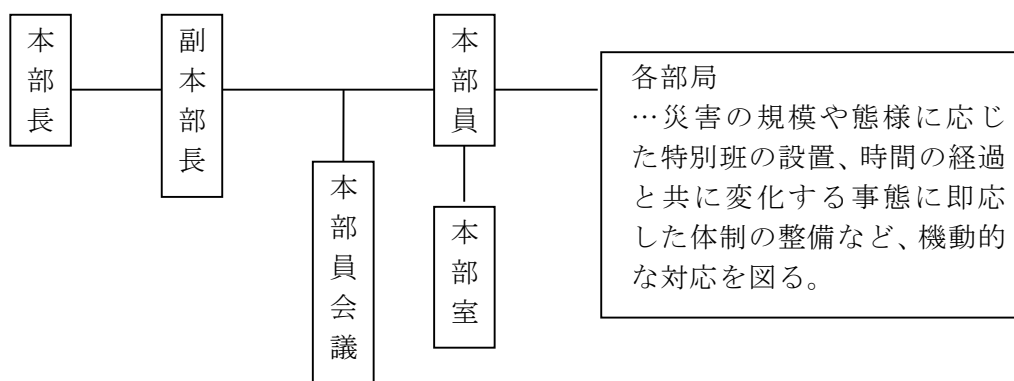 本部長
副本部長
本部員
本部員会議
本部室
各部局
…災害の規模や態様に応じ
た特別班の設置、時間の経過
と共に変化する事態に即応
した体制の整備など、機動的
な対応を図る。